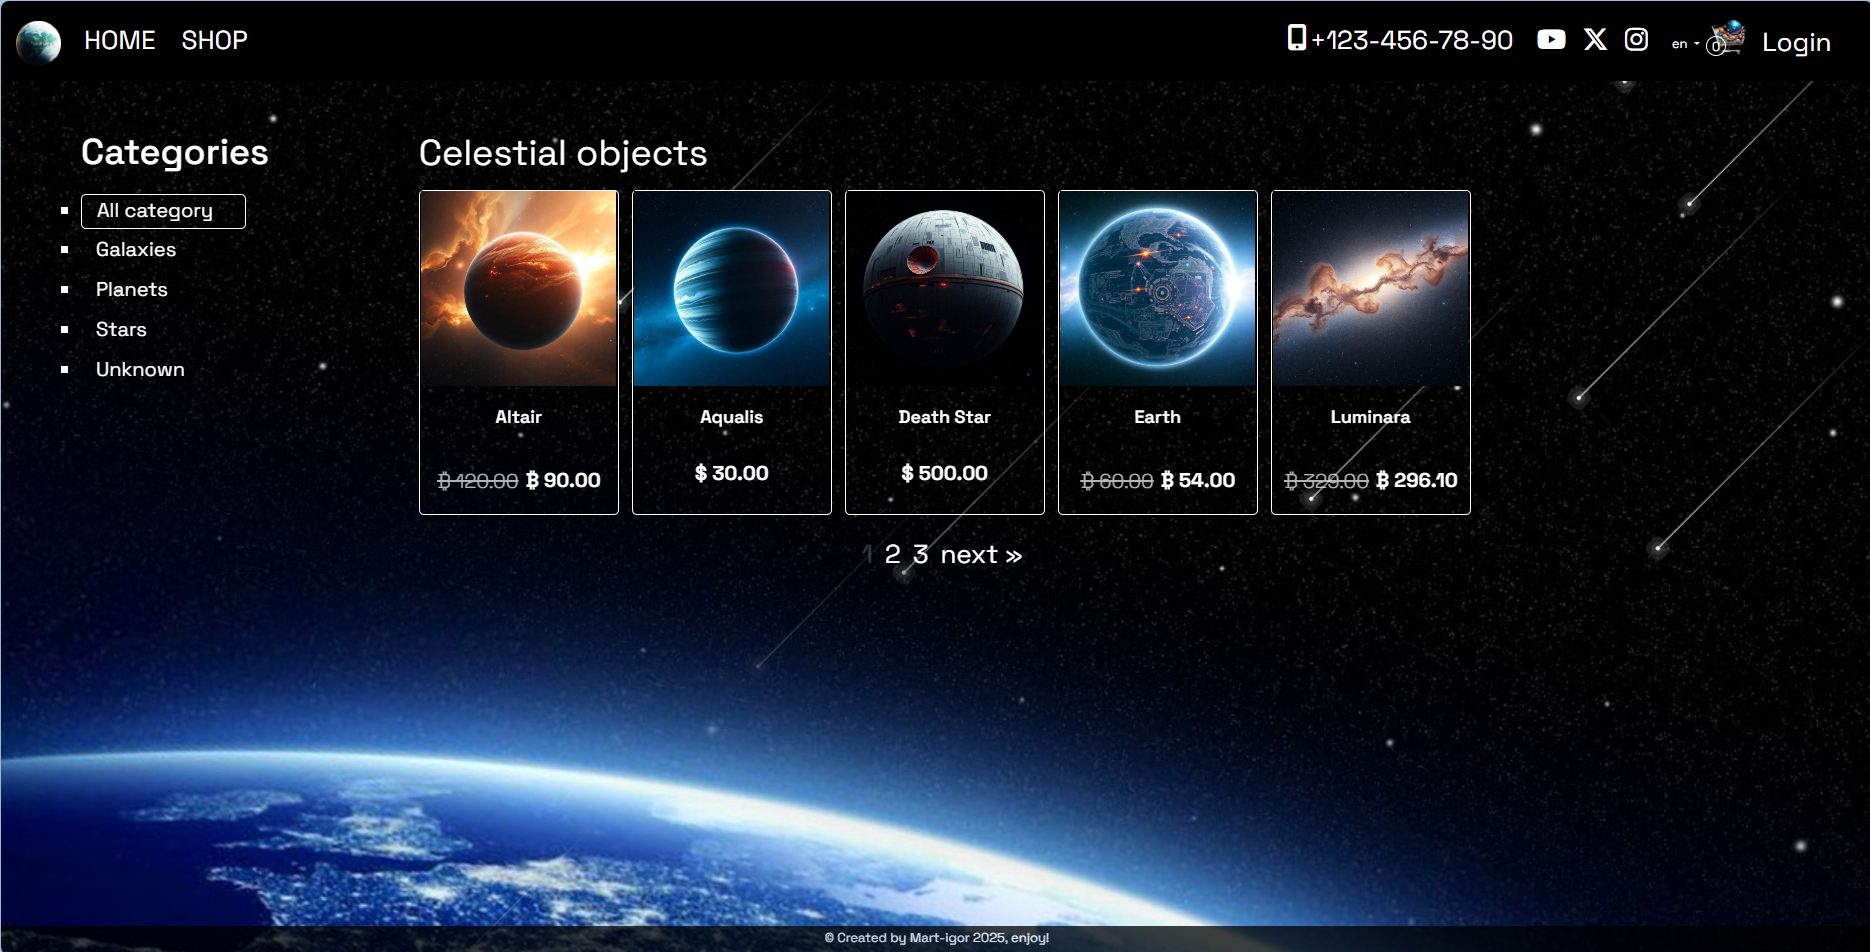 HOME SHOP +123-456-78-90 en 0 Login
Categories
All category
Galaxies
Planets
Stars
Unknown
Celestial objects
Altair
₿ 120.00 ₿ 90.00
Aqualis
$ 30.00
Death Star
$ 500.00
Earth
₿ 60.00 ₿ 54.00
Luminara
₿ 329.00 ₿ 296.10
1 2 3 next »
© Created by Mart-igor 2025, enjoy!